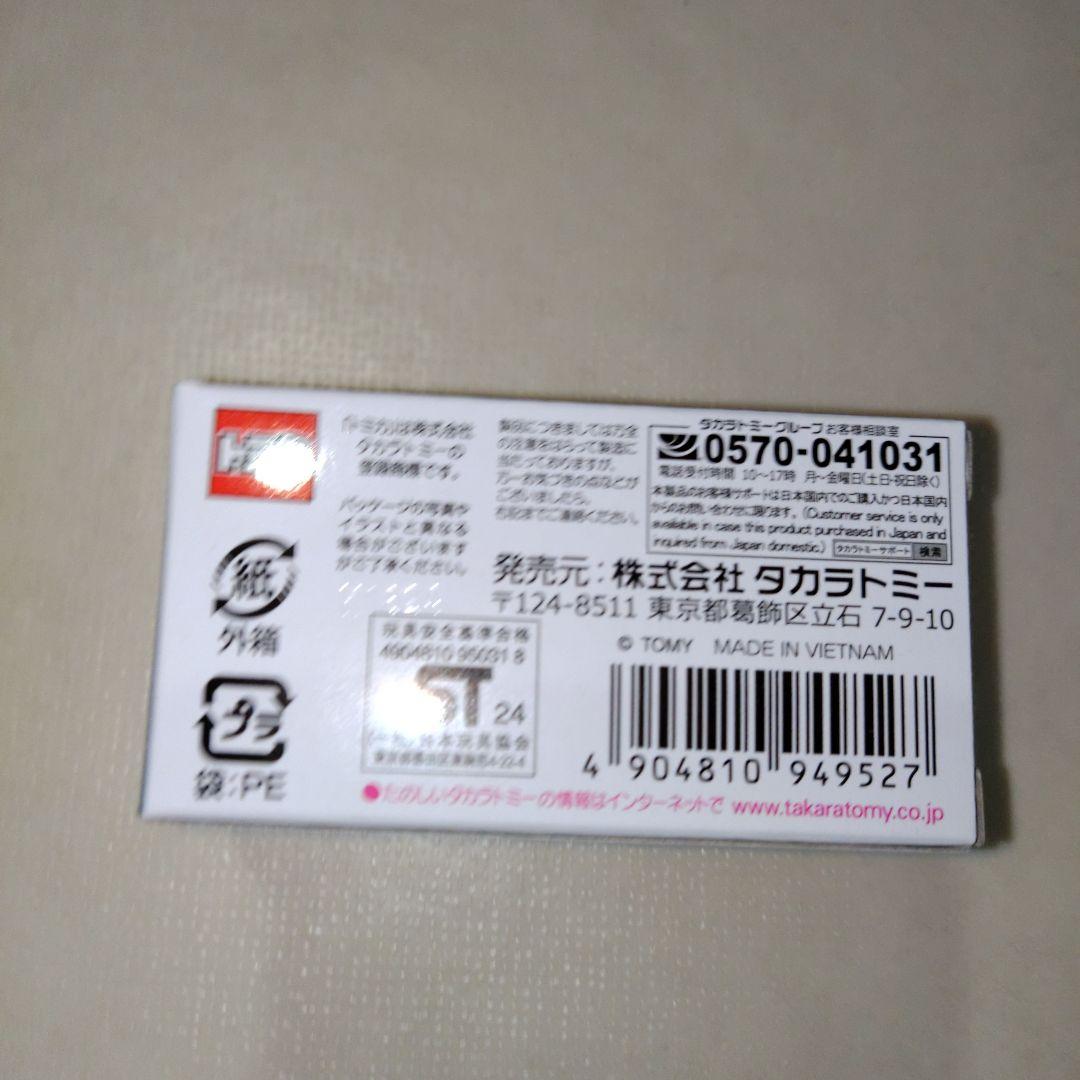 「トミカ」は株式会社
タカラトミーの
登録商標です。
パッケージの写真や
イラストと異なる
場合がございます
がご了承ください。
紙
外箱
プラ
袋:PE
製品につきましては万全
の注意をはらって製造に
当たっておりますが、
万一お気づきの点などが
ございましたら、
右記までご連絡ください。
タカラトミーグループお客様相談室
0570-041031
電話受付時間 10〜17時 月〜金曜日(土日・祝日除く)
本製品のお客様サポートは日本国内でのご購入かつ日本国内
からのお問い合わせに限ります。(Customer service is only
available in case this product purchased in Japan and
inquired from Japan domestic.) タカラトミーサポート 検索
発売元:株式会社 タカラトミー
〒124-8511 東京都葛飾区立石 7-9-10
© TOMY MADE IN VIETNAM
玩具安全基準合格
4904810 95031 8
ST 24
日本玩具協会
4 904810 949527
●たのしいタカラトミーの情報はインターネットで www.takaratomy.co.jp